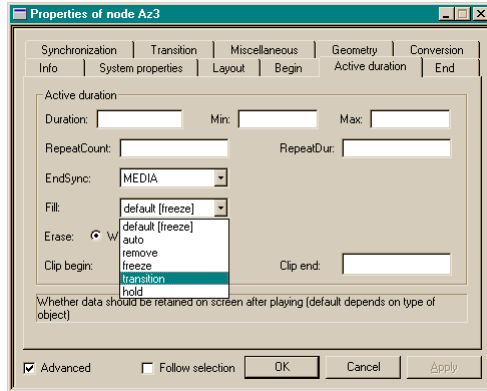 Properties of node Az3
Synchronization Transition Miscellaneous Geometry Conversion
Info System properties Layout Begin Active duration End
Active duration
Duration: Min: Max:
RepeatCount: RepeatDur:
EndSync: MEDIA
Fill: default [freeze]
default [freeze]
Erase: W auto
remove
Clip begin: freeze Clip end:
transition
hold
Whether data should be retained on screen after playing (default depends on type of
object)
Advanced Follow selection OK Cancel Apply